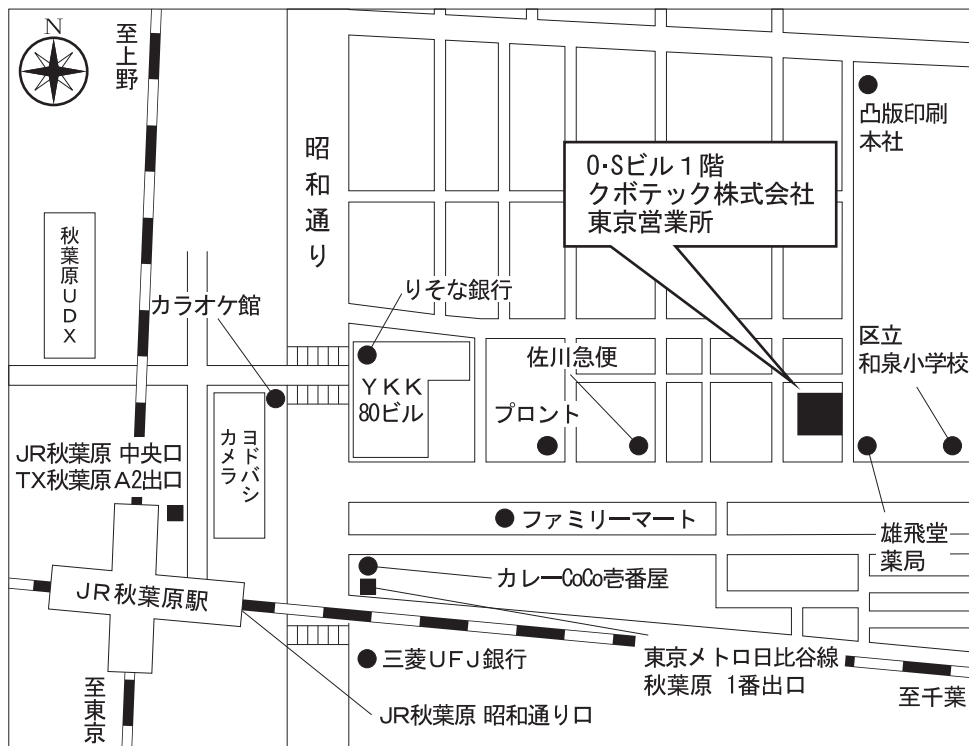 N
至上野
凸版印刷
本社
昭和通り
O・Sビル１階
クボテック株式会社
東京営業所
秋葉原UDX
カラオケ館
りそな銀行
佐川急便
区立
和泉小学校
YKK
80ビル
プロント
ヨドバシ
カメラ
JR秋葉原 中央口
TX秋葉原 A2出口
ファミリーマート
雄飛堂
薬局
カレーCoCo壱番屋
JR秋葉原駅
三菱UFJ銀行
東京メトロ日比谷線
秋葉原 1番出口
至千葉
至東京
JR秋葉原 昭和通り口